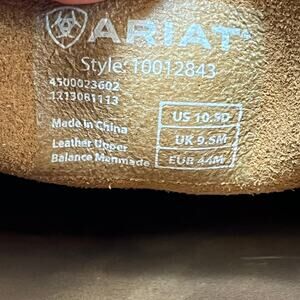 ARIAT
Style: 10012843
4500023602
1213081113
Made in China
Leather Upper
Balance Manmade
US 10.5D
UK 9.5M
EUR 44M